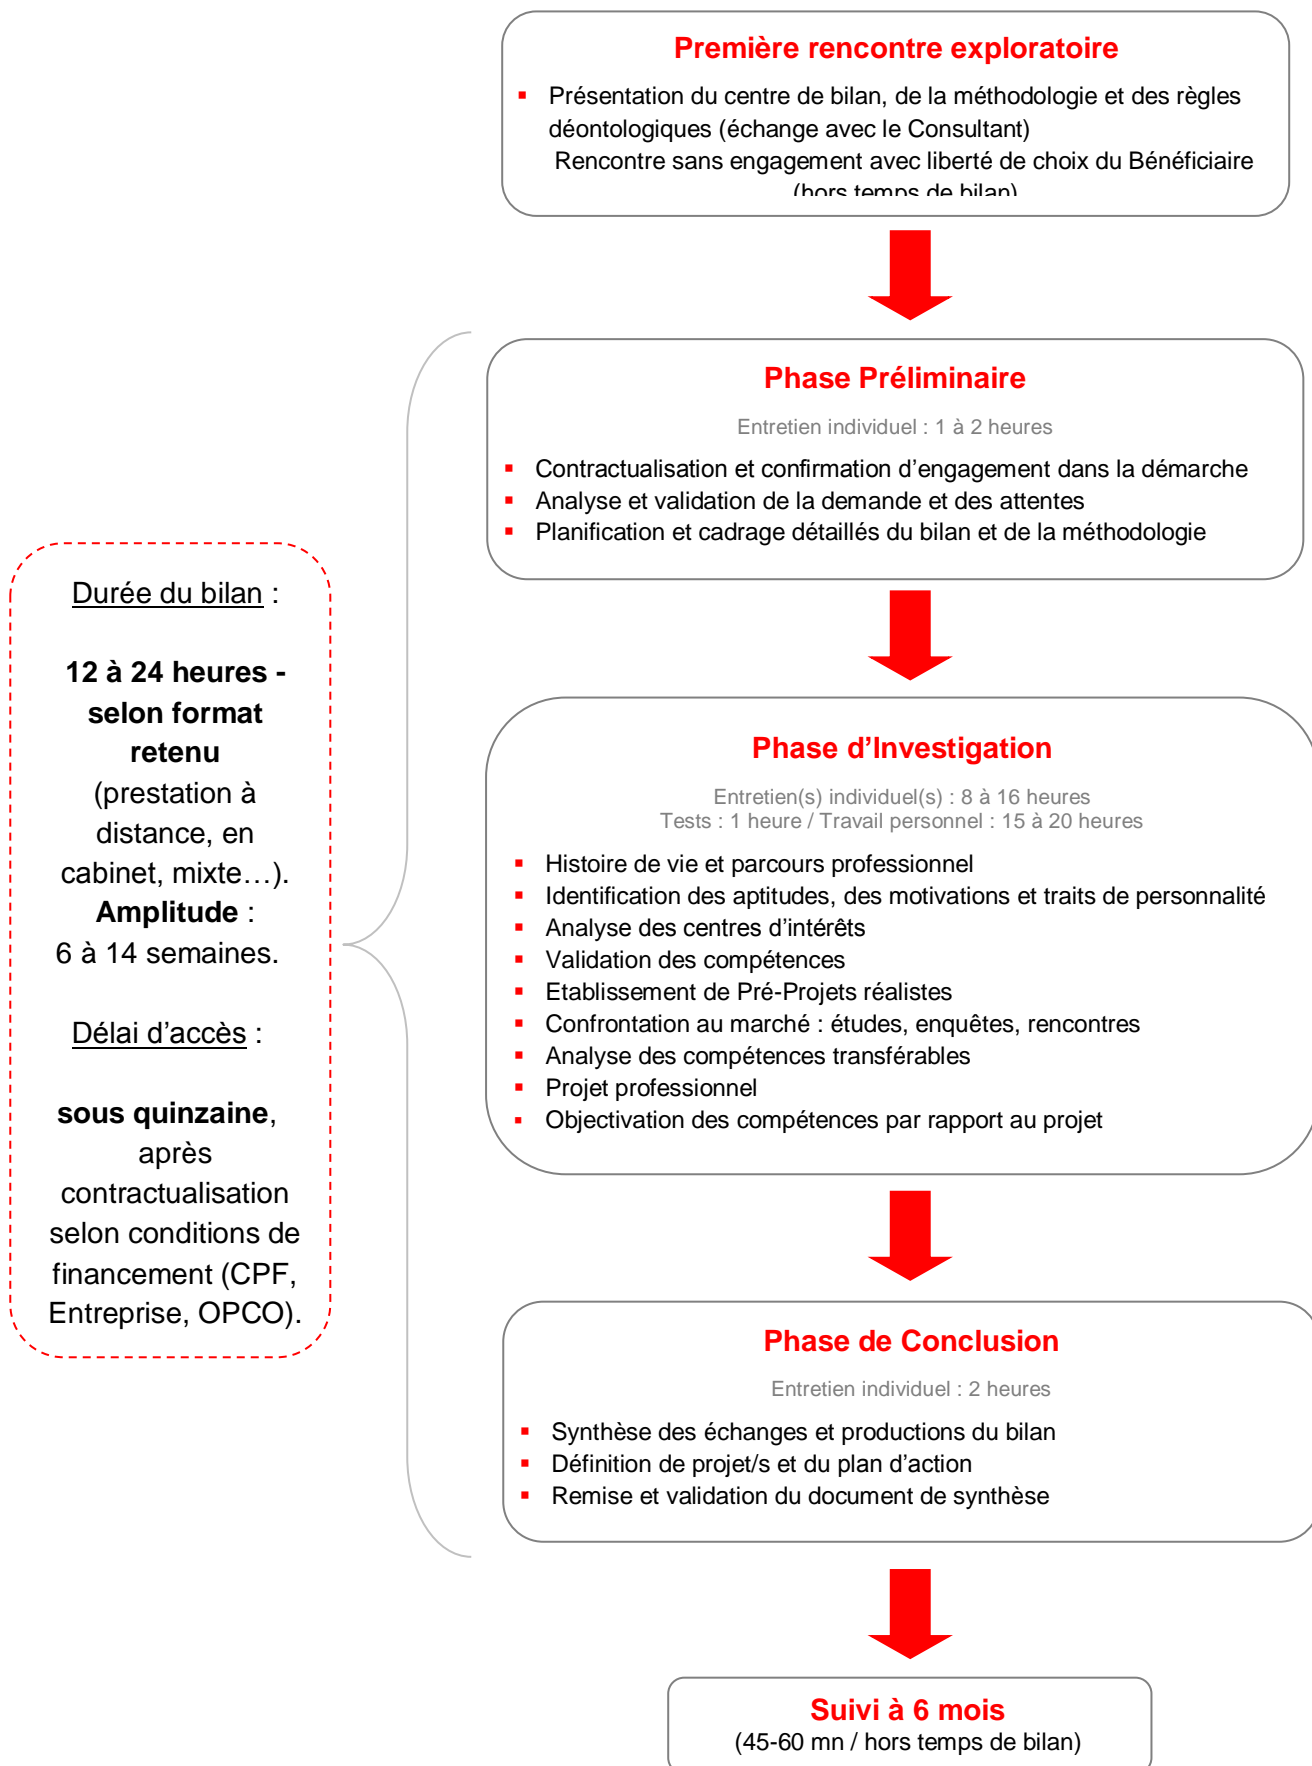 Première rencontre exploratoire
▪ Présentation du centre de bilan, de la méthodologie et des règles
déontologiques (échange avec le Consultant)
Rencontre sans engagement avec liberté de choix du Bénéficiaire
(hors temps de bilan)
Phase Préliminaire
Entretien individuel : 1 à 2 heures
▪ Contractualisation et confirmation d’engagement dans la démarche
▪ Analyse et validation de la demande et des attentes
▪ Planification et cadrage détaillés du bilan et de la méthodologie
Durée du bilan :
12 à 24 heures -
selon format
retenu
(prestation à
distance, en
cabinet, mixte…).
Amplitude :
6 à 14 semaines.
Délai d’accès :
sous quinzaine,
après
contractualisation
selon conditions de
financement (CPF,
Entreprise, OPCO).
Phase d’Investigation
Entretien(s) individuel(s) : 8 à 16 heures
Tests : 1 heure / Travail personnel : 15 à 20 heures
▪ Histoire de vie et parcours professionnel
▪ Identification des aptitudes, des motivations et traits de personnalité
▪ Analyse des centres d’intérêts
▪ Validation des compétences
▪ Etablissement de Pré-Projets réalistes
▪ Confrontation au marché : études, enquêtes, rencontres
▪ Analyse des compétences transférables
▪ Projet professionnel
▪ Objectivation des compétences par rapport au projet
Phase de Conclusion
Entretien individuel : 2 heures
▪ Synthèse des échanges et productions du bilan
▪ Définition de projet/s et du plan d’action
▪ Remise et validation du document de synthèse
Suivi à 6 mois
(45-60 mn / hors temps de bilan)